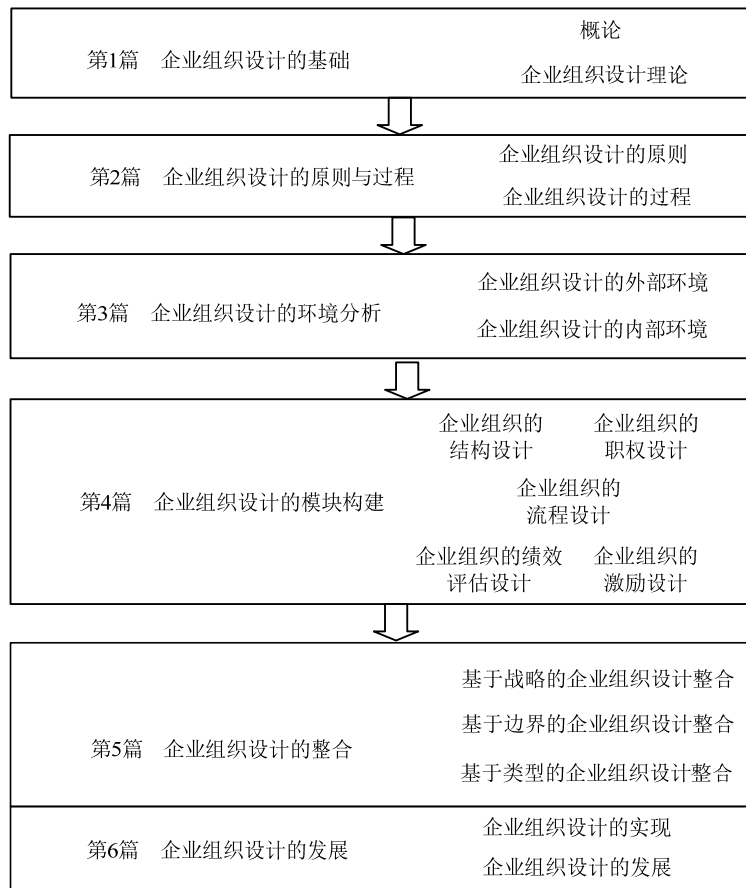 第1篇 企业组织设计的基础
概论
企业组织设计理论
第2篇 企业组织设计的原则与过程
企业组织设计的原则
企业组织设计的过程
第3篇 企业组织设计的环境分析
企业组织设计的外部环境
企业组织设计的内部环境
第4篇 企业组织设计的模块构建
企业组织的
结构设计
企业组织的
职权设计
企业组织的
流程设计
企业组织的绩效
评估设计
企业组织的
激励设计
第5篇 企业组织设计的整合
基于战略的企业组织设计整合
基于边界的企业组织设计整合
基于类型的企业组织设计整合
第6篇 企业组织设计的发展
企业组织设计的实现
企业组织设计的发展